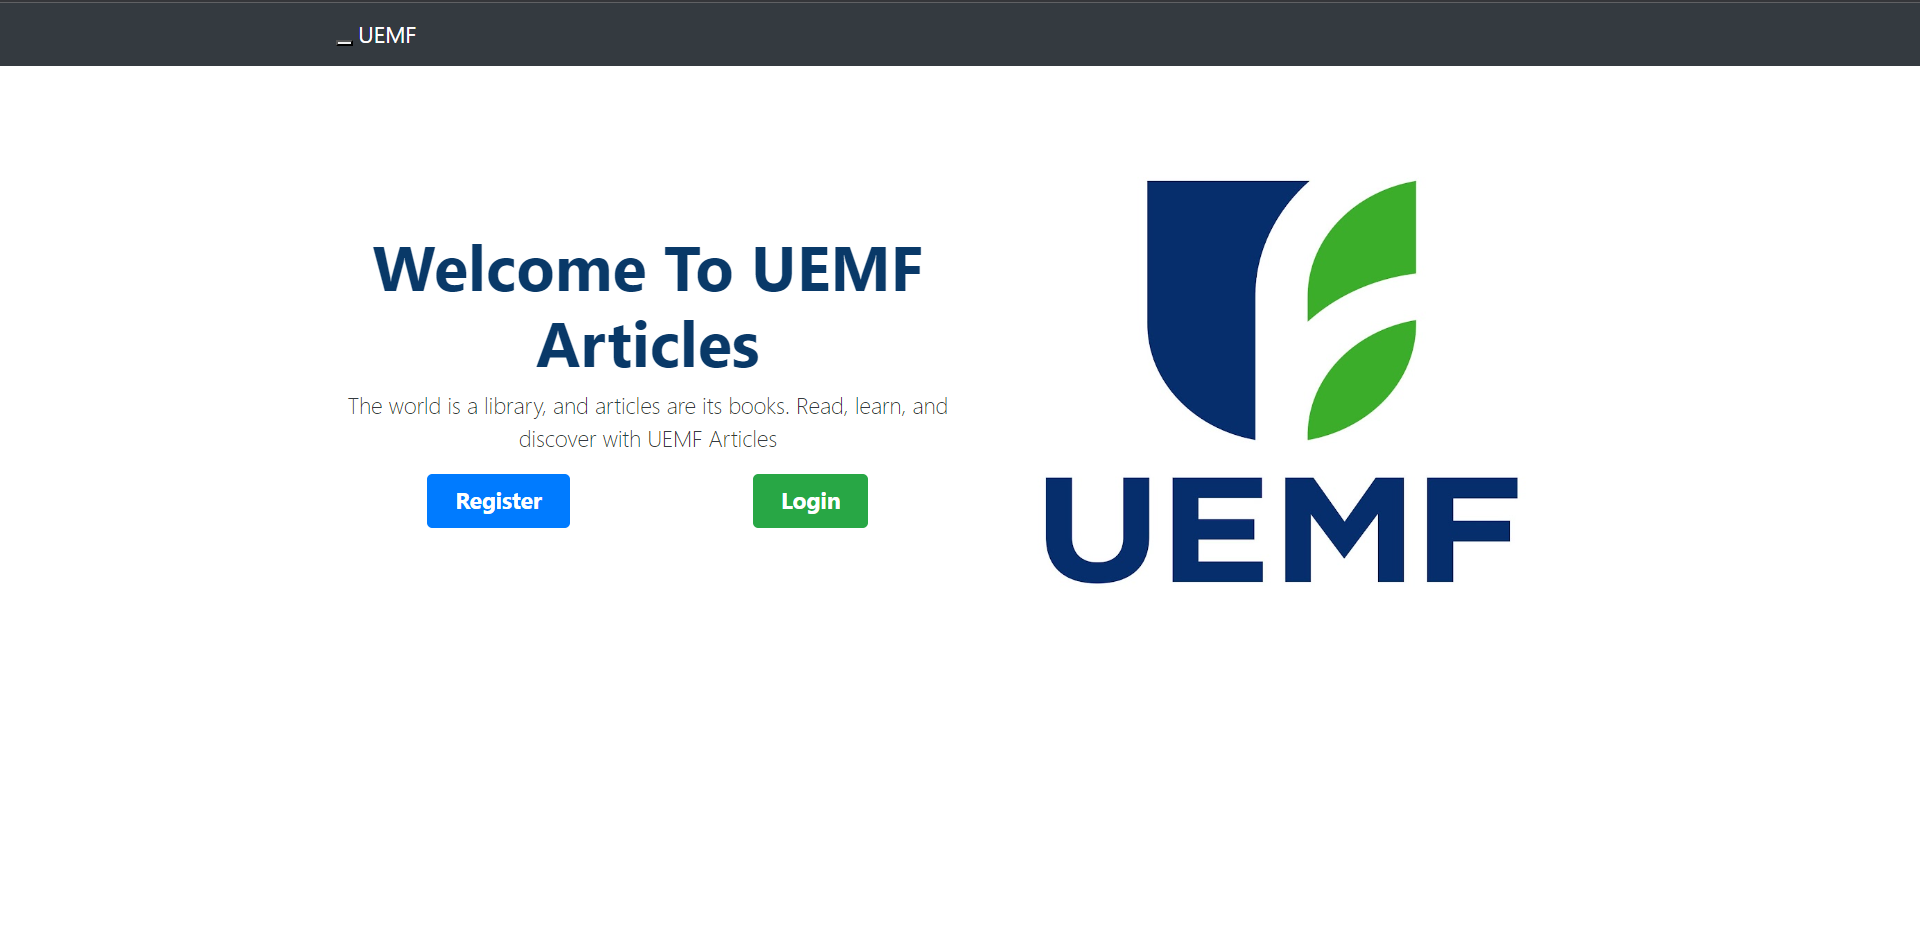 UEMF
Welcome To UEMF
Articles
The world is a library, and articles are its books. Read, learn, and
discover with UEMF Articles
Register
Login
UEMF